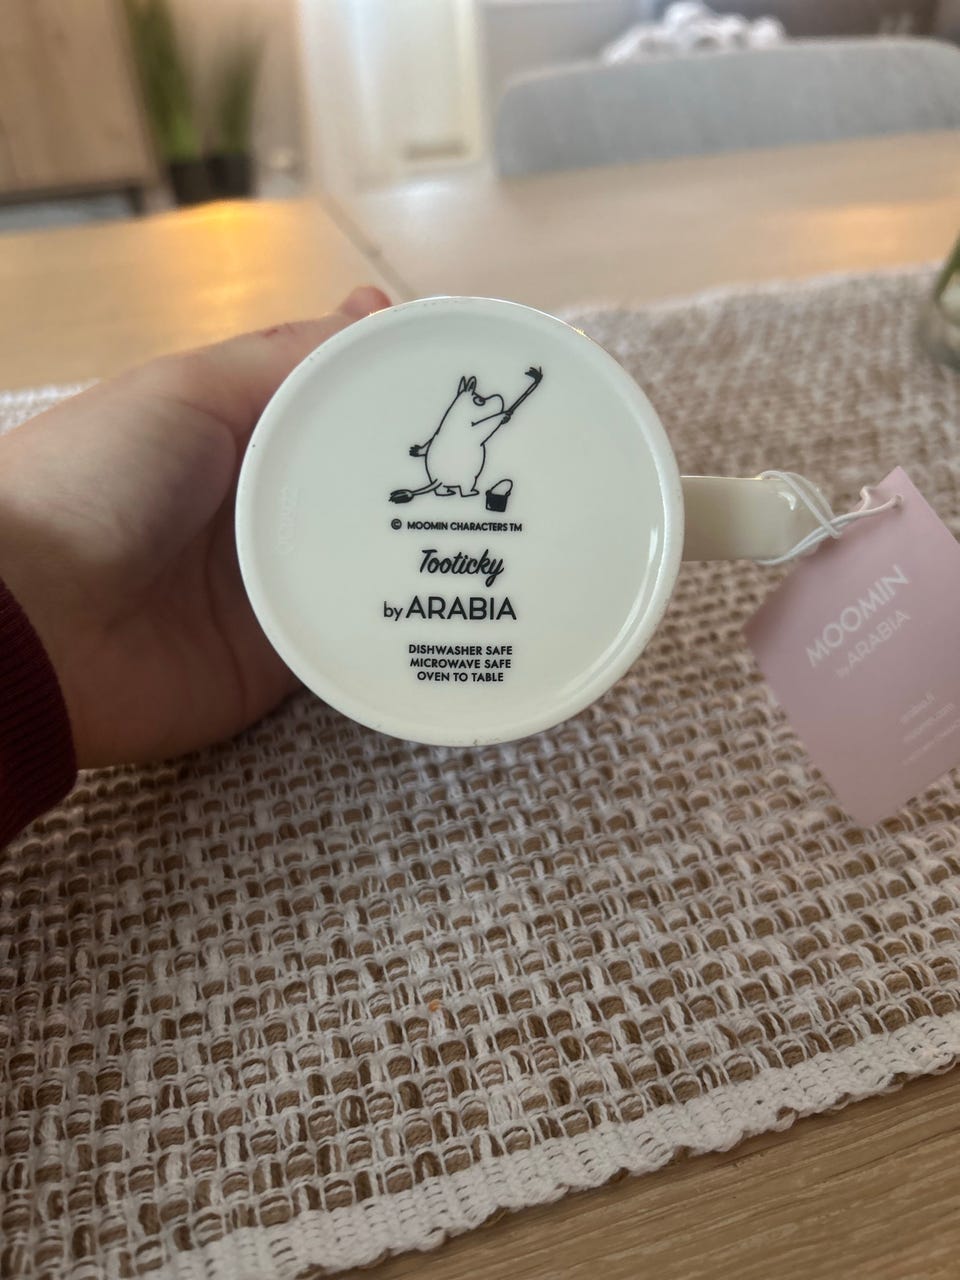 © MOOMIN CHARACTERS TM
Tooticky
by ARABIA
DISHWASHER SAFE
MICROWAVE SAFE
OVEN TO TABLE
MOOMIN
by ARABIA